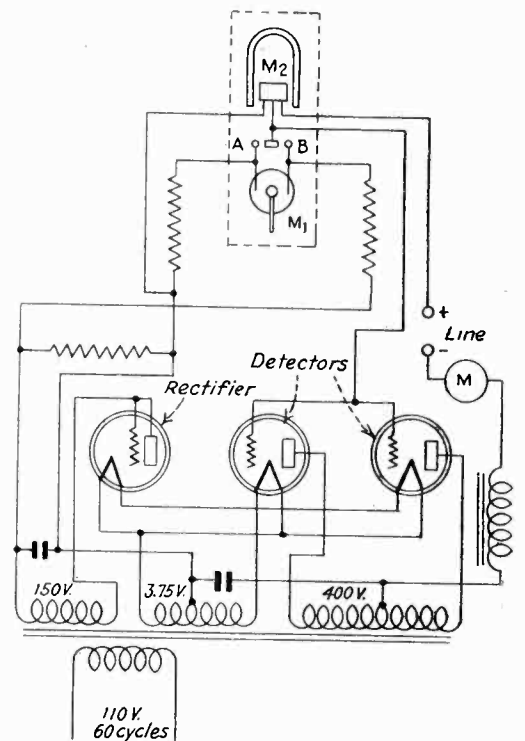 M2
A
B
M1
+
Line
-
Detectors
M
Rectifier
150V.
3.75V.
400V.
110V.
60cycles